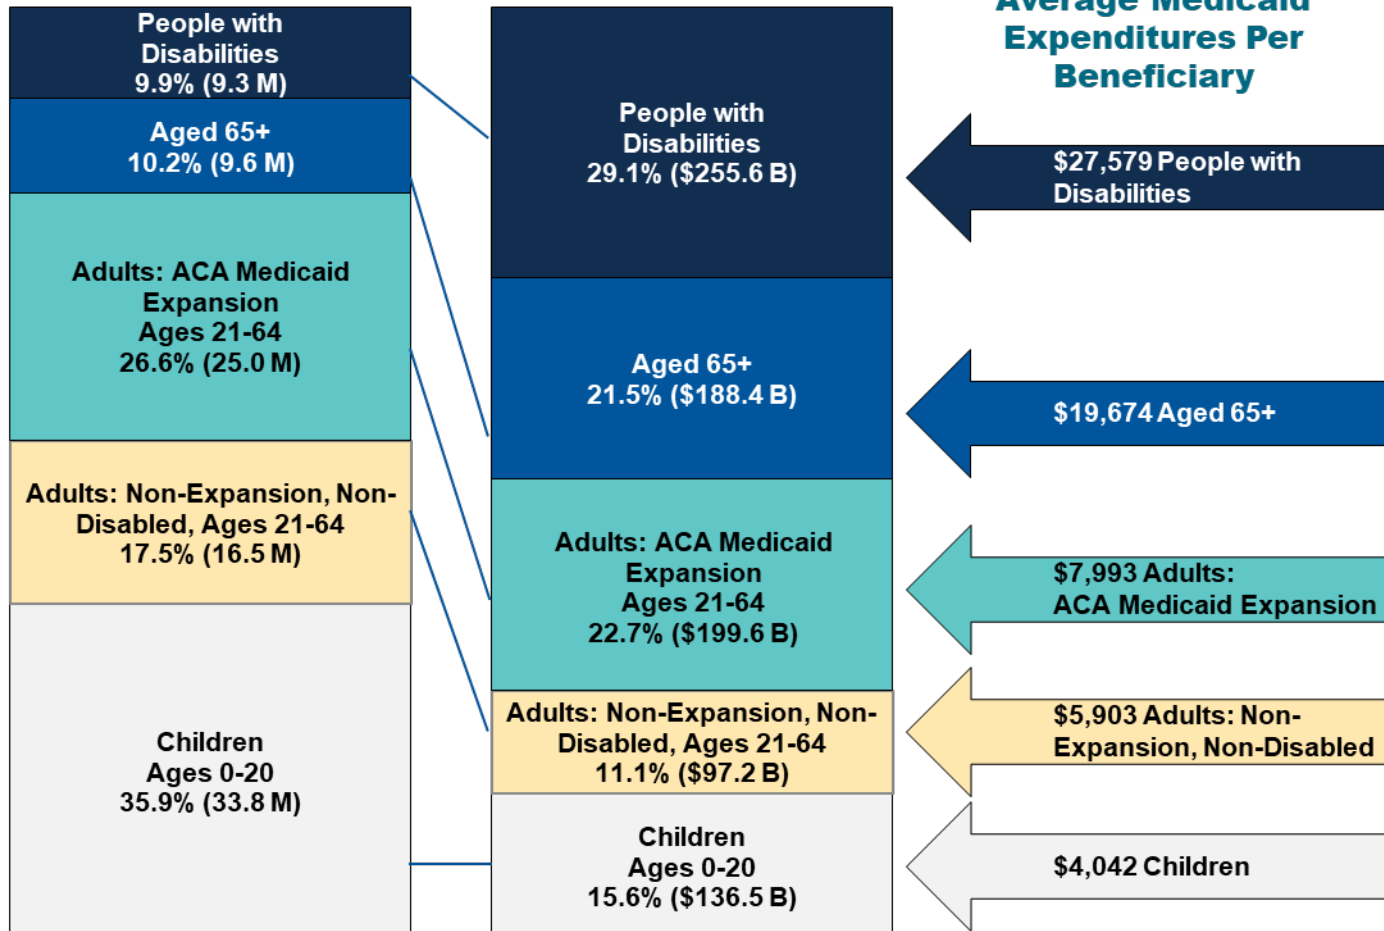 People with
Disabilities
9.9% (9.3 M)
Aged 65+
10.2% (9.6 M)
Adults: ACA Medicaid
Expansion
Ages 21-64
26.6% (25.0 M)
Adults: Non-Expansion, Non-
Disabled, Ages 21-64
17.5% (16.5 M)
Children
Ages 0-20
35.9% (33.8 M)
People with
Disabilities
29.1% ($255.6 B)
Aged 65+
21.5% ($188.4 B)
Adults: ACA Medicaid
Expansion
Ages 21-64
22.7% ($199.6 B)
Adults: Non-Expansion, Non-
Disabled, Ages 21-64
11.1% ($97.2 B)
Children
Ages 0-20
15.6% ($136.5 B)
Average Medicaid
Expenditures Per
Beneficiary
$27,579 People with
Disabilities
$19,674 Aged 65+
$7,993 Adults:
ACA Medicaid Expansion
$5,903 Adults: Non-
Expansion, Non-Disabled
$4,042 Children